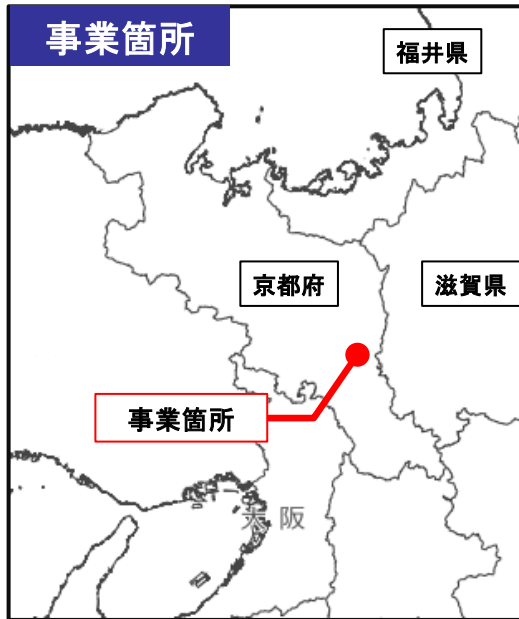 事業箇所
福井県
京都府
滋賀県
事業箇所
大阪